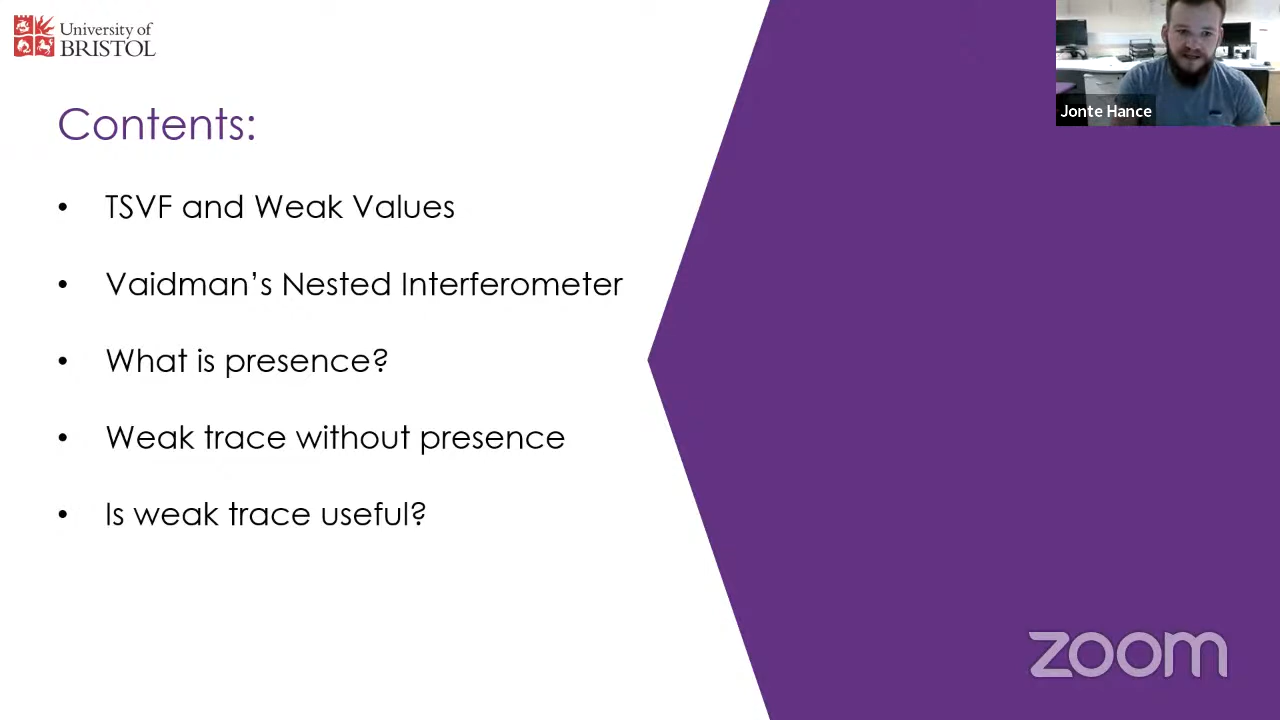 University of
BRISTOL
Jonte Hance
Contents:
• TSVF and Weak Values
• Vaidman’s Nested Interferometer
• What is presence?
• Weak trace without presence
• Is weak trace useful?
zoom